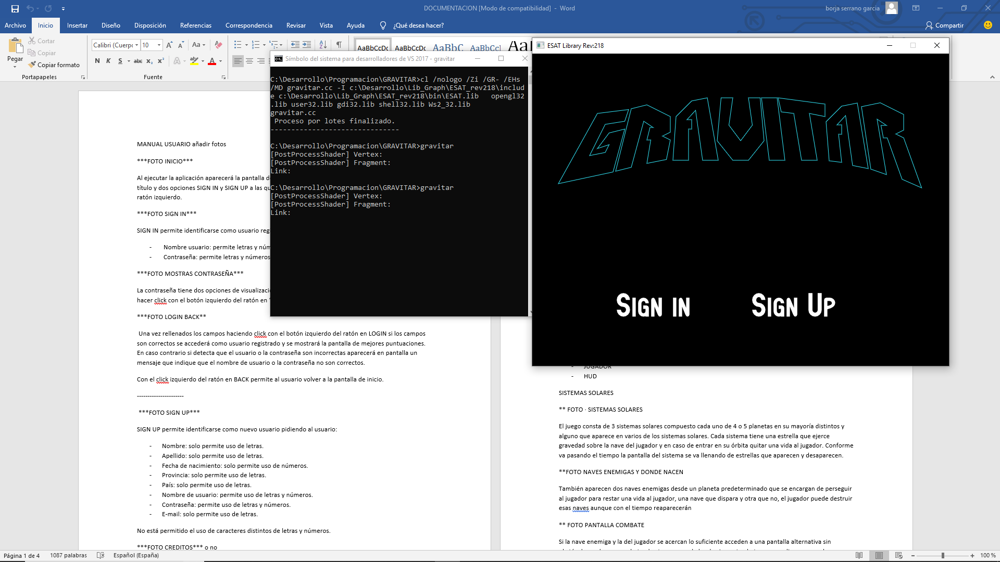 DOCUMENTACION [Modo de compatibilidad] - Word
borja serrano garcia
Archivo
Inicio
Insertar
Diseño
Disposición
Referencias
Correspondencia
Revisar
Vista
Ayuda
¿Qué desea hacer?
Compartir
Pegar
Cortar
Copiar
Copiar formato
Portapapeles
Calibri (Cuerpo
10
Fuente
AaBbCcDc
AaBbCcDc
AaBbC
AaBbCc
Símbolo del sistema para desarrolladores de VS 2017 - gravitar
C:\Desarrollo\Programacion\GRAVITAR>cl /nologo /Zi /GR- /EHs
/MD gravitar.cc -I c:\Desarrollo\Lib_Graph\ESAT_rev218\includ
e c:\Desarrollo\Lib_Graph\ESAT_rev218\bin\ESAT.lib   opengl32
.lib user32.lib gdi32.lib shell32.lib Ws2_32.lib
gravitar.cc
Proceso por lotes finalizado.
-------------------------------
C:\Desarrollo\Programacion\GRAVITAR>gravitar
[PostProcessShader] Vertex:
[PostProcessShader] Fragment:
Link:
C:\Desarrollo\Programacion\GRAVITAR>gravitar
[PostProcessShader] Vertex:
[PostProcessShader] Fragment:
Link:
ESAT Library Rev:218
GRAVITAR
Sign in
Sign Up
MANUAL USUARIO añadir fotos
***FOTO INICIO***
Al ejecutar la aplicación aparecerá la pantalla
título y dos opciones SIGN IN y SIGN UP a las
ratón izquierdo.
***FOTO SIGN IN***
SIGN IN permite identificarse como usuario
- Nombre usuario: permite letras y
- Contraseña: permite letras y números
***FOTO MOSTRAS CONTRASEÑA***
La contraseña tiene dos opciones de
hacer click con el botón izquierdo del ratón en
***FOTO LOGIN BACK**
Una vez rellenados los campos haciendo click con el botón izquierdo del ratón en LOGIN si los campos
son correctos se accederá como usuario registrado y se mostrará la pantalla de mejores puntuaciones.
En caso contrario si detecta que el usuario o la contraseña son incorrectas aparecerá en pantalla un
mensaje que indique que el nombre de usuario o la contraseña no son correctos.
Con el click izquierdo del ratón en BACK permite al usuario volver a la pantalla de inicio.
----------------------
***FOTO SIGN UP***
SIGN UP permite identificarse como nuevo usuario pidiendo al usuario:
- Nombre: solo permite uso de letras.
- Apellido: solo permite uso de letras.
- Fecha de nacimiento: solo permite uso de números.
- Provincia: solo permite uso de letras.
- País: solo permite uso de letras.
- Nombre de usuario: permite uso de letras y números.
- Contraseña: permite uso de letras y números.
- E-mail: solo permite uso de letras.
No está permitido el uso de caracteres distintos de letras y números.
***FOTO CREDITOS*** o no
- JUGADOR
- HUD
SISTEMAS SOLARES
** FOTO · SISTEMAS SOLARES
El juego consta de 3 sistemas solares compuesto cada uno de 4 o 5 planetas en su mayoría distintos y
alguno que aparece en varios de los sistemas solares. Cada sistema tiene una estrella que ejerce
gravedad sobre la nave del jugador y en caso de entrar en su órbita quitar una vida al jugador. Conforme
va pasando el tiempo la pantalla del sistema se va llenando de estrellas que aparecen y desaparecen.
**FOTO NAVES ENEMIGAS Y DONDE NACEN
También aparecen dos naves enemigas desde un planeta predeterminado que se encargan de perseguir
al jugador para restar una vida al jugador, una nave que dispara y otra que no, el jugador puede destruir
esas naves aunque con el tiempo reaparecerán
** FOTO PANTALLA COMBATE
Si la nave enemiga y la del jugador se acercan lo suficiente acceden a una pantalla alternativa sin
Página 1 de 4
1087 palabras
Español (España)
100 %